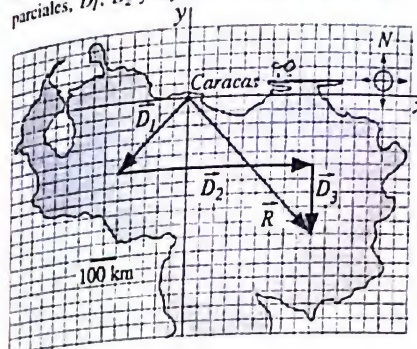 parciales,
y
N
Caracas
D₁
D₂
D₃
R
100 km